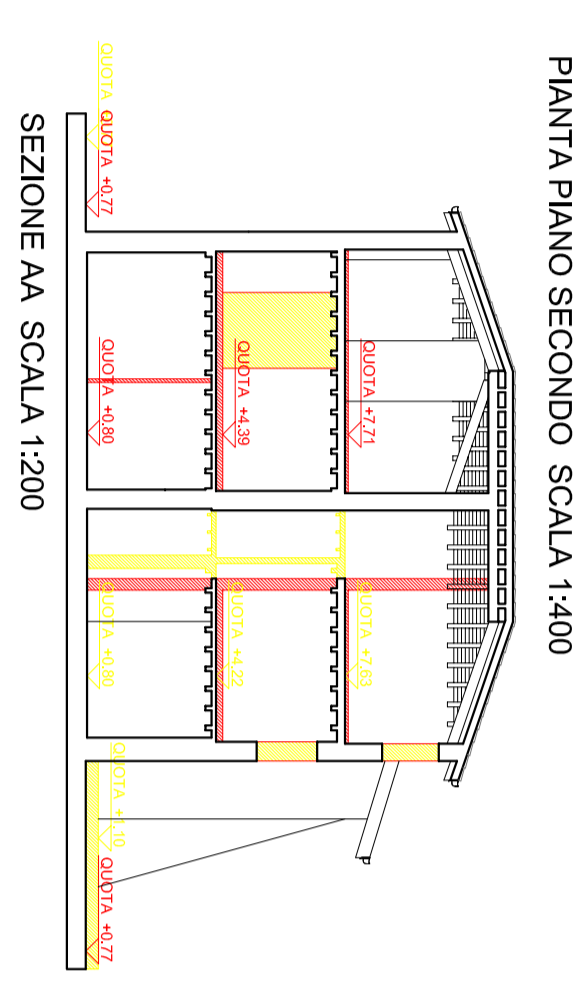 PIANTA PIANO SECONDO SCALA 1:400
QUOTA +7.71
QUOTA +7.63
QUOTA +4.39
QUOTA +4.22
QUOTA
QUOTA +0.77
QUOTA +0.80
QUOTA +0.80
QUOTA +1.10
QUOTA +0.77
SEZIONE AA SCALA 1:200